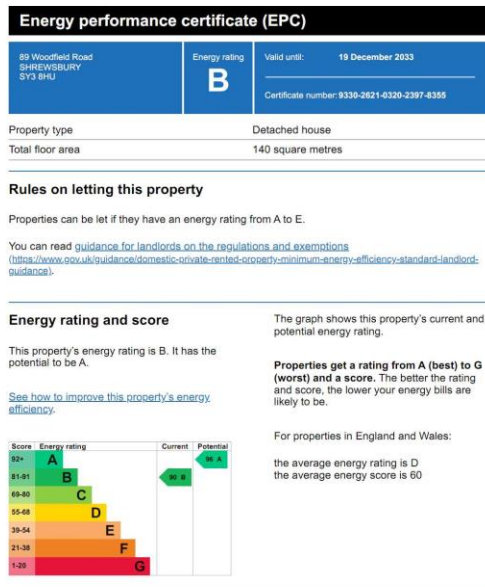 Energy performance certificate (EPC)
89 Woodfield Road
SHREWSBURY
SY3 8HU
Energy rating
B
Valid until: 19 December 2033
Certificate number: 9330-2621-0320-2397-8355
Property type Detached house
Total floor area 140 square metres
Rules on letting this property
Properties can be let if they have an energy rating from A to E.
You can read guidance for landlords on the regulations and exemptions
(https://www.gov.uk/guidance/domestic-private-rented-property-minimum-energy-efficiency-standard-landlord-
guidance).
Energy rating and score
This property's energy rating is B. It has the
potential to be A.
See how to improve this property's energy
efficiency.
Score Energy rating Current Potential
92+ A 96 A
81-91 B 90 B
69-80 C
55-68 D
39-54 E
21-38 F
1-20 G
The graph shows this property's current and
potential energy rating.
Properties get a rating from A (best) to G
(worst) and a score. The better the rating
and score, the lower your energy bills are
likely to be.
For properties in England and Wales:
the average energy rating is D
the average energy score is 60